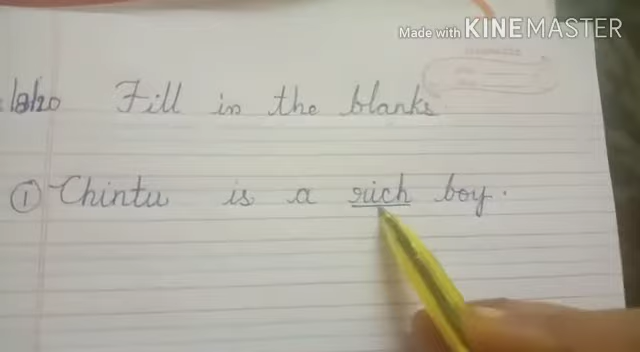 Made with KINEMASTER
Fill in the blanks
① Chintu is a rich boy.